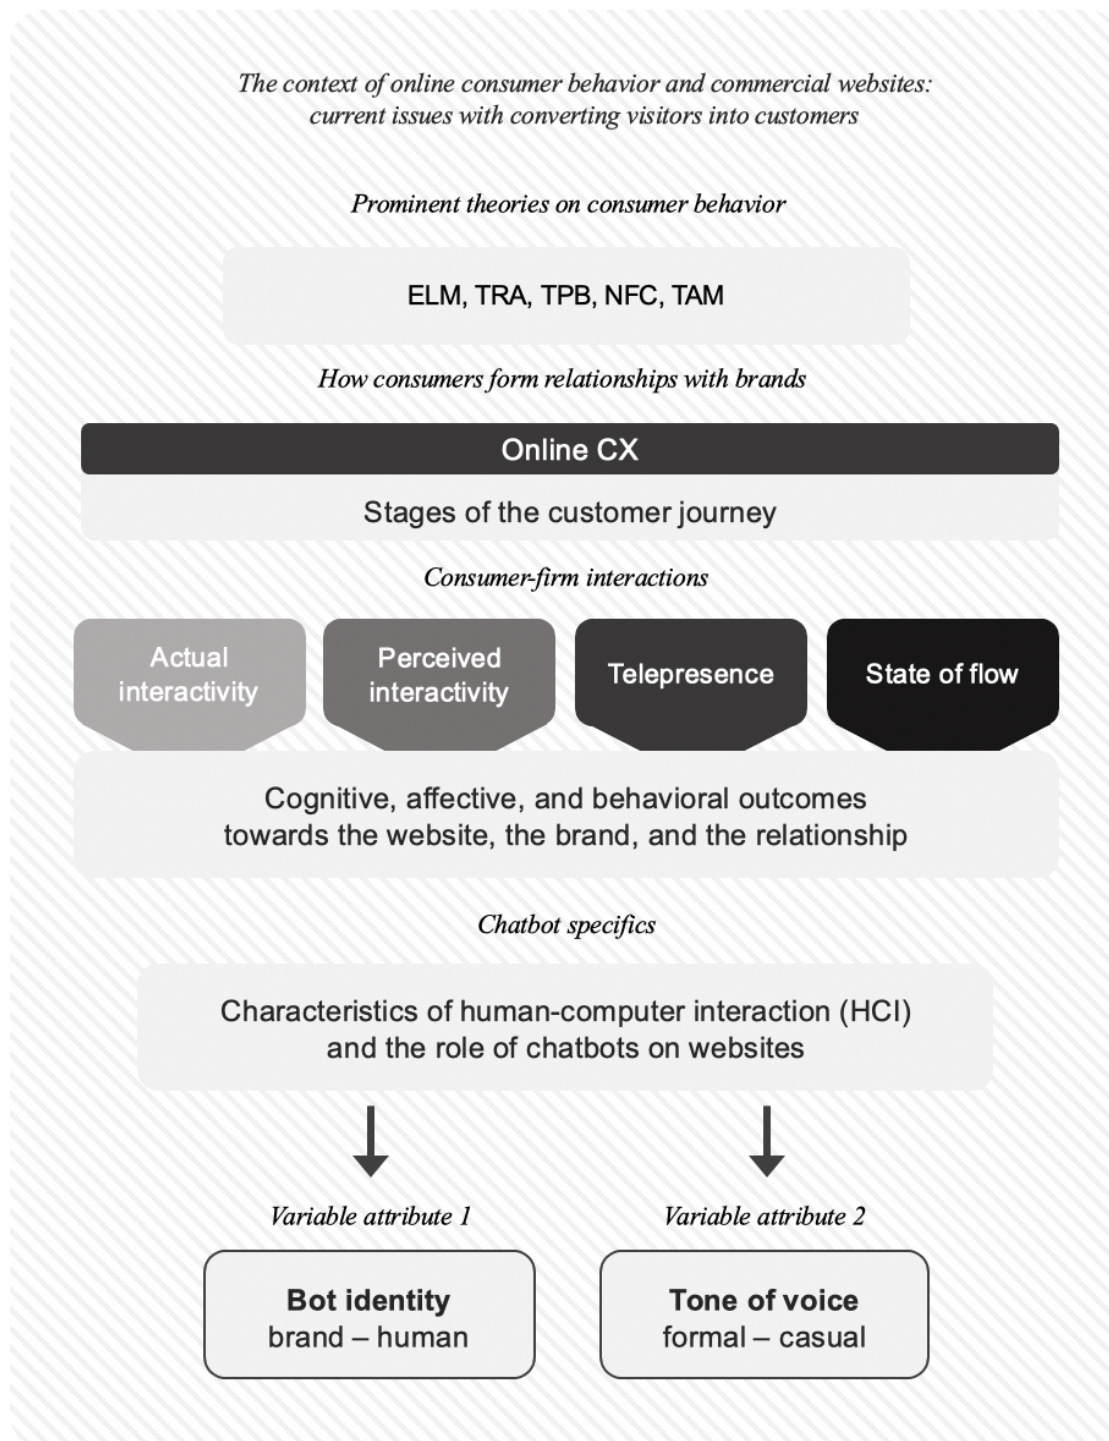 The context of online consumer behavior and commercial websites:
current issues with converting visitors into customers
Prominent theories on consumer behavior
ELM, TRA, TPB, NFC, TAM
How consumers form relationships with brands
Online CX
Stages of the customer journey
Consumer-firm interactions
Actual
interactivity
Perceived
interactivity
Telepresence
State of flow
Cognitive, affective, and behavioral outcomes
towards the website, the brand, and the relationship
Chatbot specifics
Characteristics of human-computer interaction (HCI)
and the role of chatbots on websites
Variable attribute 1
Bot identity
brand – human
Variable attribute 2
Tone of voice
formal – casual